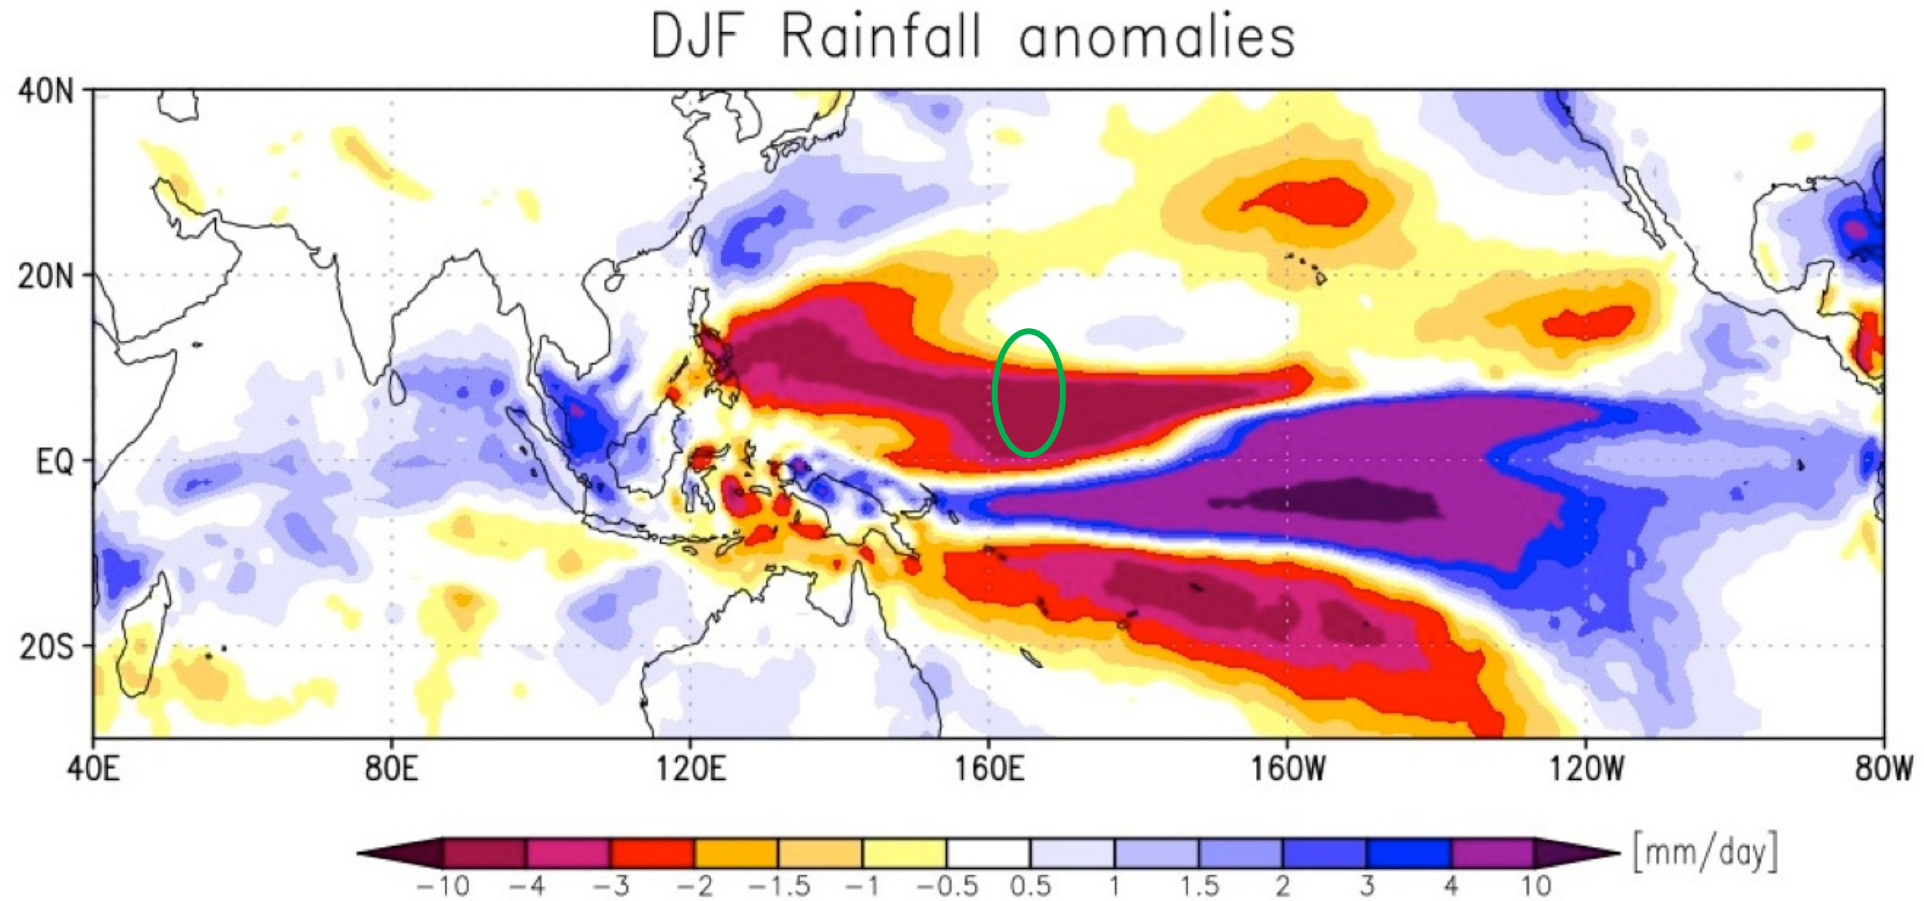 DJF Rainfall anomalies
40N
20N
EQ
20S
40E 80E 120E 160E 160W 120W 80W
[mm/day]
−10 −4 −3 −2 −1.5 −1 −0.5 0.5 1 1.5 2 3 4 10